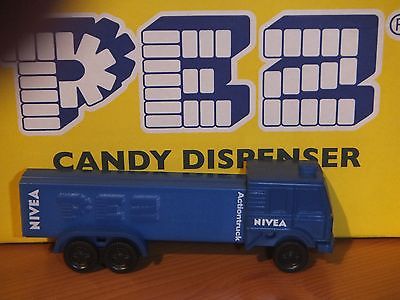 PEZ
®
CANDY DISPENSER
NIVEA
PEZ
Actiontruck
NIVEA